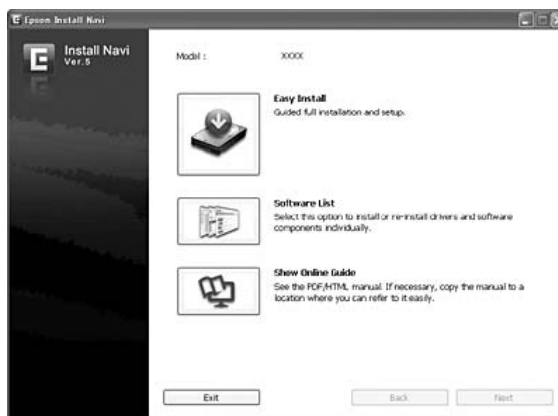 Epson Install Navi
Install Navi
Ver.5
Model :
XXXX
Easy Install
Guided full installation and setup.
Software List
Select this option to install or re-install drivers and software
components individually.
Show Online Guide
See the PDF/HTML manual. If necessary, copy the manual to a
location where you can refer to it easily.
Exit
Back
Next